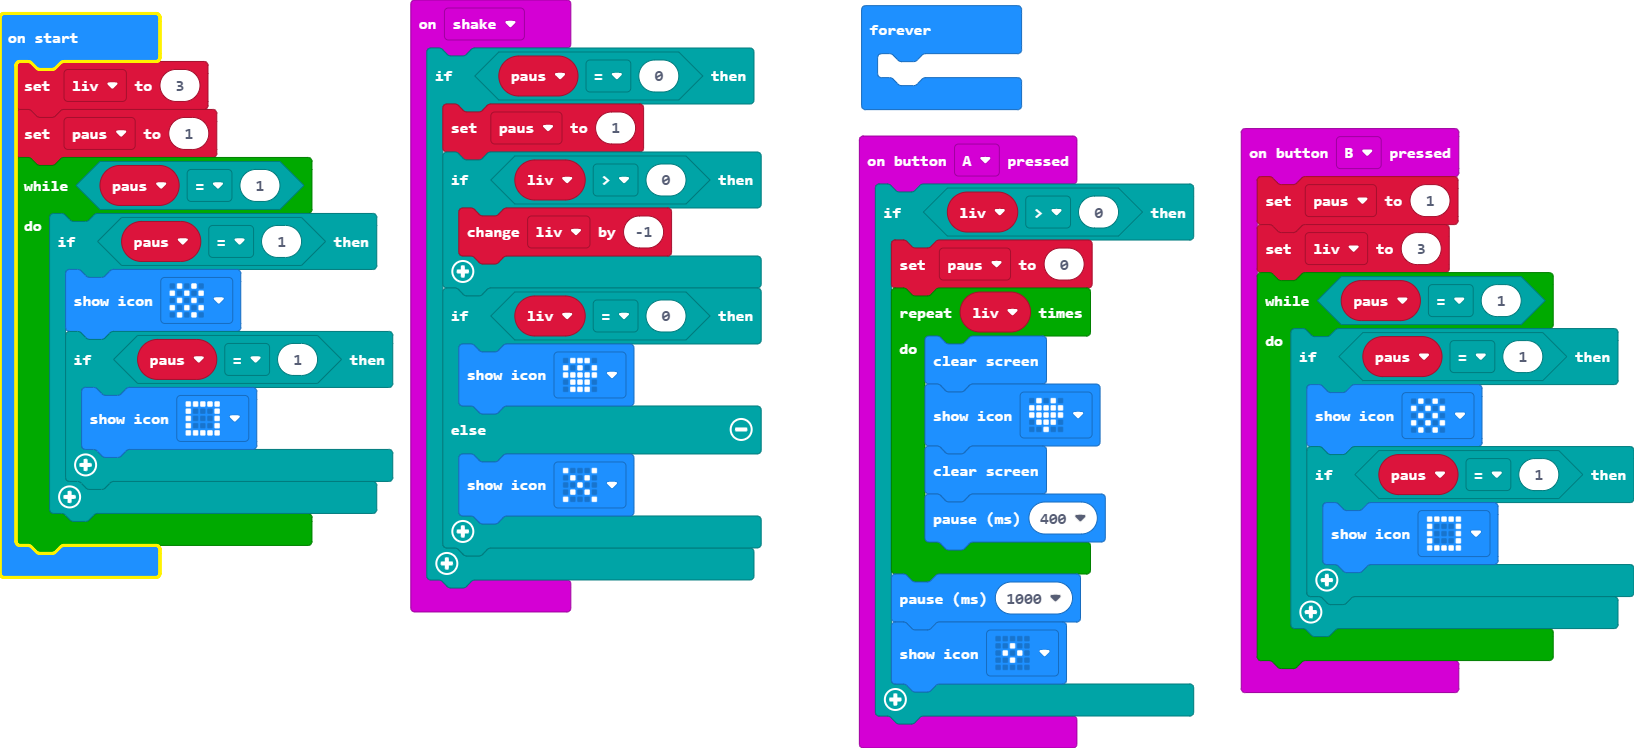 on start
set liv to 3
set paus to 1
while paus = 1
do
if paus = 1 then
show icon
if paus = 1 then
show icon
on shake
if paus = 0 then
set paus to 1
if liv > 0 then
change liv by -1
if liv = 0 then
show icon
else
show icon
forever
on button A pressed
if liv > 0 then
set paus to 0
repeat liv times
do
clear screen
show icon
clear screen
pause (ms) 400
pause (ms) 1000
show icon
on button B pressed
set paus to 1
set liv to 3
while paus = 1
do
if paus = 1 then
show icon
if paus = 1 then
show icon